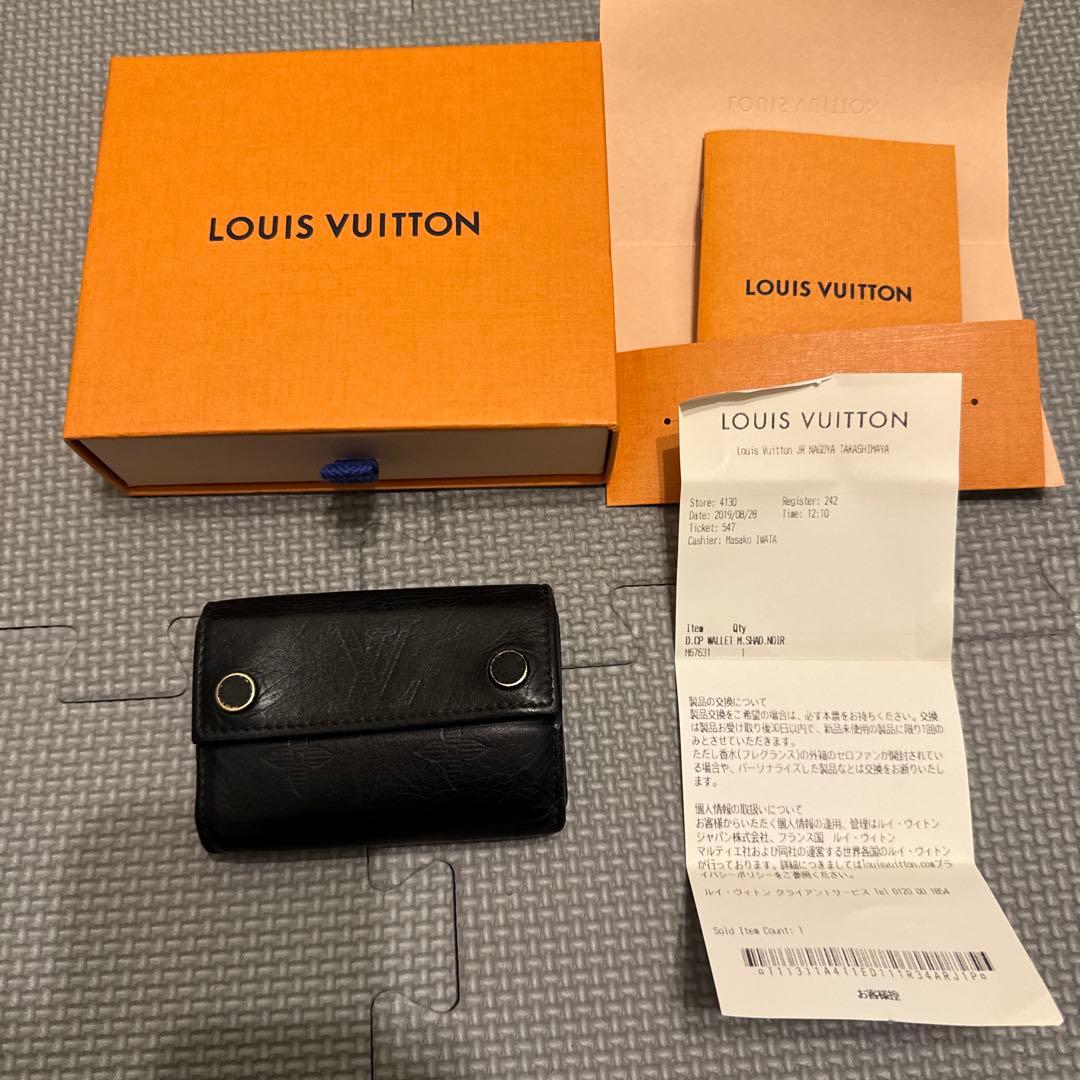 LOUIS VUITTON
LOUIS VUITTON
LOUIS VUITTON
LOUIS VUITTON
Louis Vuitton JR NAGOYA TAKASHIMAYA
Store: 4130 Register: 242
Date: 2019/08/28 Time: 12:10
Ticket: 547
Cashier: Masako IWATA
Item Qty
D.CP WALLET M.SHAD.NOIR
M67631 1
製品の交換について
製品交換をご希望の場合は、必ず本票をお持ちください。交換
は製品お受け取り後30日以内で、新品未使用の製品に限り1回の
みとさせていただきます。
ただし香水(フレグランス)の外箱のセロファンが開封されてい
る場合や、パーソナライズした製品などは交換をお断りいたし
ます。
個人情報の取扱いについて
お客様からいただく個人情報の運用、管理はルイ・ヴィトン
ジャパン株式会社、フランス国 ルイ・ヴィトン
マルティエ社および同社の運営する世界各国のルイ・ヴィトン
が行っております。詳細につきましてはlouisvuitton.comプラ
イバシーポリシーをご参照ください。
ルイ・ヴィトン クライアントサービス Tel 0120 00 1854
Sold Item Count: 1
¤111311A411ED111R34ARJ1P¤
お客様控
LV